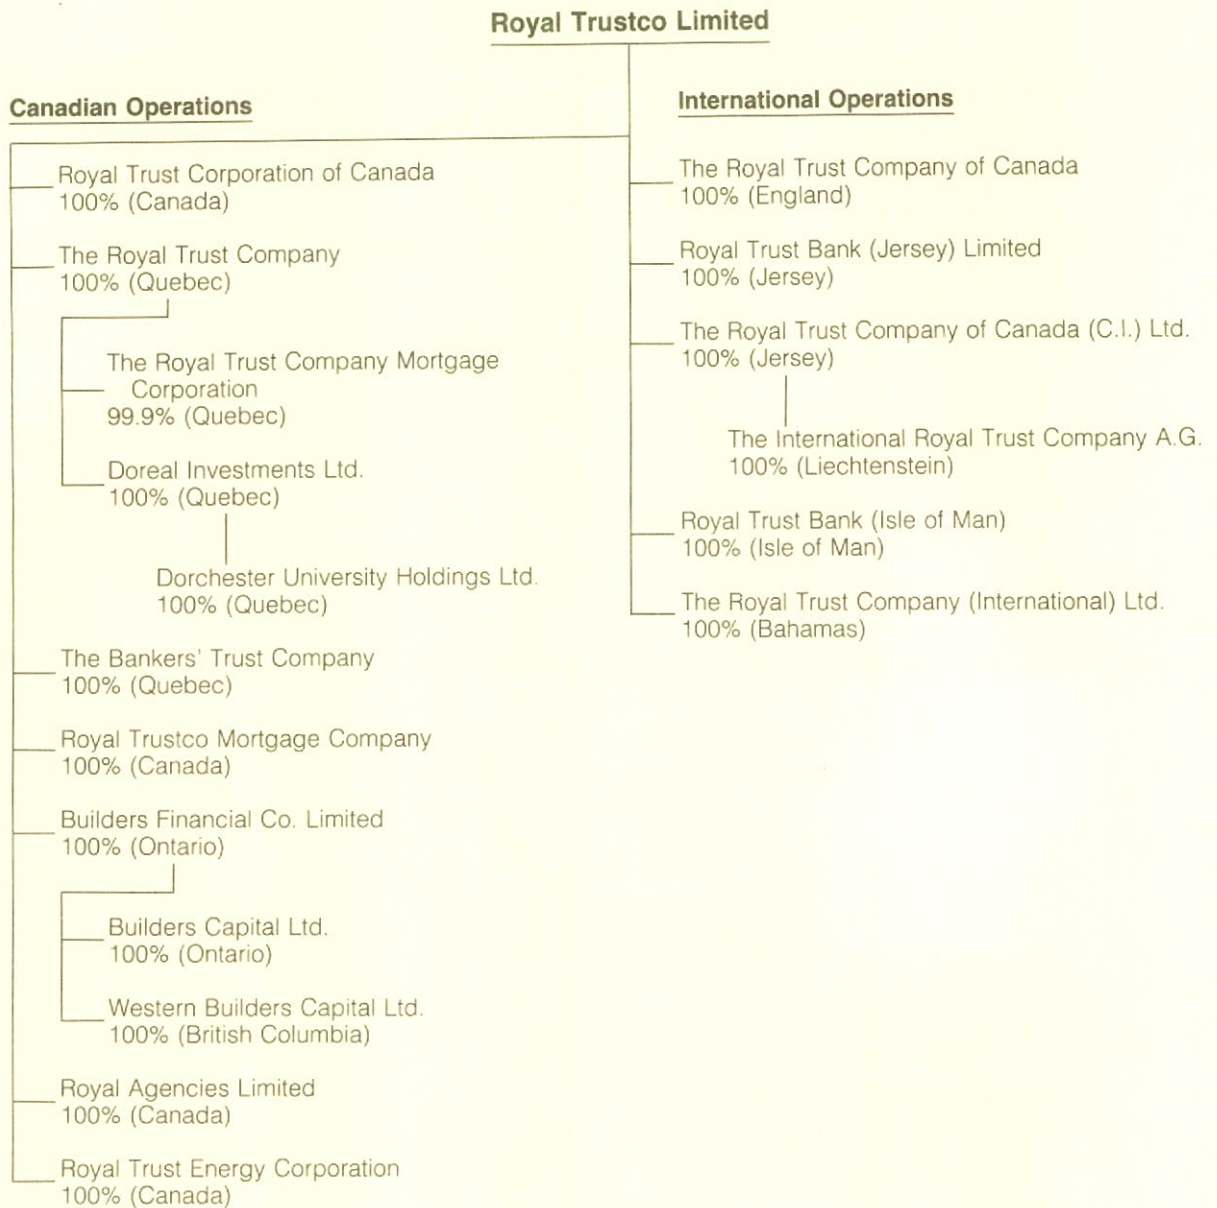 Royal Trustco Limited
Canadian Operations
Royal Trust Corporation of Canada
100% (Canada)
The Royal Trust Company
100% (Quebec)
The Royal Trust Company Mortgage
Corporation
99.9% (Quebec)
Doreal Investments Ltd.
100% (Quebec)
Dorchester University Holdings Ltd.
100% (Quebec)
The Bankers' Trust Company
100% (Quebec)
Royal Trustco Mortgage Company
100% (Canada)
Builders Financial Co. Limited
100% (Ontario)
Builders Capital Ltd.
100% (Ontario)
Western Builders Capital Ltd.
100% (British Columbia)
Royal Agencies Limited
100% (Canada)
Royal Trust Energy Corporation
100% (Canada)
International Operations
The Royal Trust Company of Canada
100% (England)
Royal Trust Bank (Jersey) Limited
100% (Jersey)
The Royal Trust Company of Canada (C.I.) Ltd.
100% (Jersey)
The International Royal Trust Company A.G.
100% (Liechtenstein)
Royal Trust Bank (Isle of Man)
100% (Isle of Man)
The Royal Trust Company (International) Ltd.
100% (Bahamas)